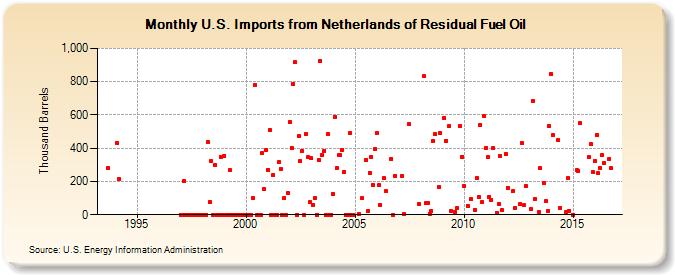 Monthly U.S. Imports from Netherlands of Residual Fuel Oil
Thousand Barrels
1,000
800
600
400
200
0
1995 2000 2005 2010 2015
Source: U.S. Energy Information Administration